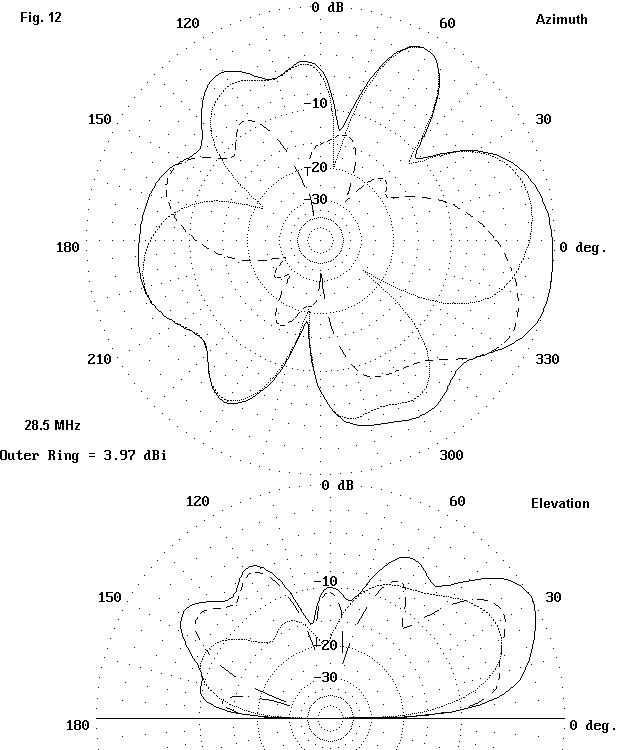 Fig. 12
0 dB
Azimuth
120
60
-10
150
30
-20
-30
180
0 deg.
210
330
28.5 MHz
Outer Ring = 3.97 dBi
300
0 dB
120
60
Elevation
-10
150
30
-20
-30
180
0 deg.